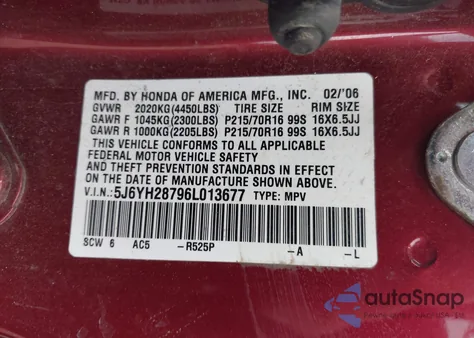 MFD. BY HONDA OF AMERICA MFG., INC. 02/'06
GVWR 2020KG(4450LBS) TIRE SIZE RIM SIZE
GAWR F 1045KG(2300LBS) P215/70R16 99S 16X6.5JJ
GAWR R 1000KG(2205LBS) P215/70R16 99S 16X6.5JJ
THIS VEHICLE CONFORMS TO ALL APPLICABLE
FEDERAL MOTOR VEHICLE SAFETY
AND THEFT PREVENTION STANDARDS IN EFFECT
ON THE DATE OF MANUFACTURE SHOWN ABOVE.
V.I.N.: 5J6YH28796L013677 TYPE: MPV
SCW 6 AC5 -R525P -A -L
autoSnap